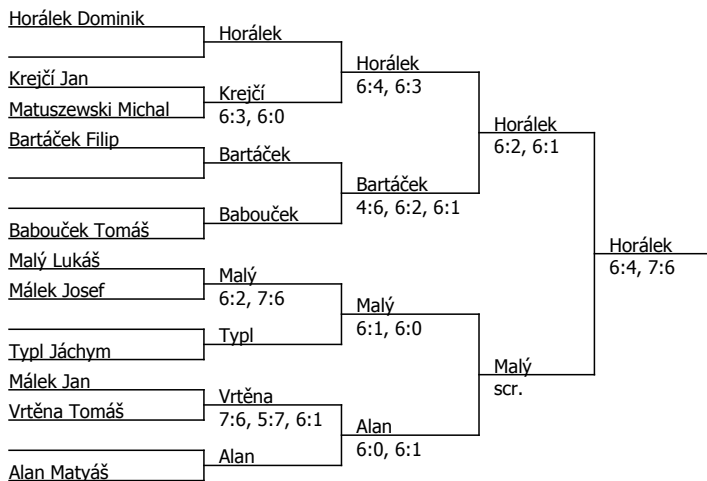 Horálek Dominik
Horálek
Krejčí Jan
Horálek
6:4, 6:3
Matuszewski Michal
Krejčí
6:3, 6:0
Bartáček Filip
Horálek
6:2, 6:1
Bartáček
Bartáček
4:6, 6:2, 6:1
Babouček Tomáš
Babouček
Malý Lukáš
Horálek
6:4, 7:6
Málek Josef
Malý
6:2, 7:6
Malý
6:1, 6:0
Typl Jáchym
Typl
Málek Jan
Malý
scr.
Vrtěna Tomáš
Vrtěna
7:6, 5:7, 6:1
Alan
6:0, 6:1
Alan Matyáš
Alan